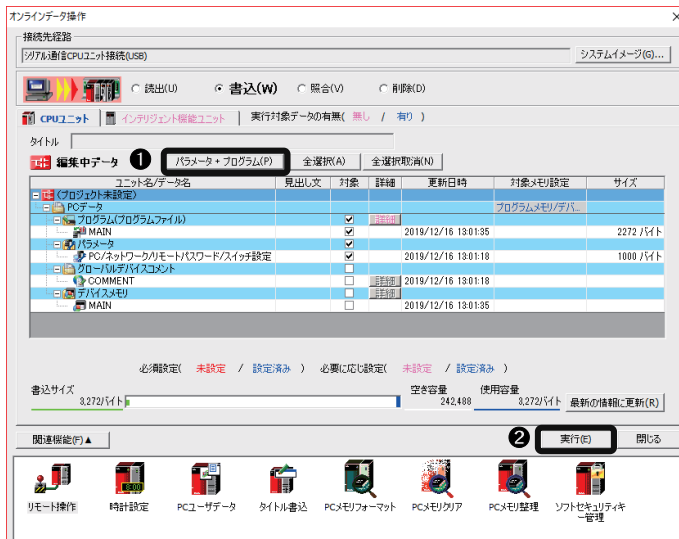 オンラインデータ操作
接続先経路
シリアル通信CPUユニット接続(USB)
システムイメージ(G)...
読出(U) 書込(W) 照合(V) 削除(D)
CPUユニット インテリジェント機能ユニット 実行対象データの有無( 無し / 有り )
タイトル
編集中データ ❶ パラメータ+プログラム(P) 全選択(A) 全選択取消(N)
ユニット名/データ名 見出し文 対象 詳細 更新日時 対象メモリ設定 サイズ
(プロジェクト未設定)
PCデータ プログラムメモリ/デバ...
プログラム(プログラムファイル) 詳細
MAIN 2019/12/16 13:01:35 2272 バイト
パラメータ
PC/ネットワーク/リモートパスワード/スイッチ設定 2019/12/16 13:01:18 1000 バイト
グローバルデバイスコメント
COMMENT 詳細 2019/12/16 13:01:18
デバイスメモリ 詳細
MAIN 2019/12/16 13:01:35
必須設定( 未設定 / 設定済み ) 必要に応じ設定( 未設定 / 設定済み )
書込サイズ 空き容量 使用容量
3,272バイト 242,488 3,272バイト 最新の情報に更新(R)
関連機能(F)▲ ❷ 実行(E) 閉じる
リモート操作 時計設定 PCユーザデータ タイトル書込 PCメモリフォーマット PCメモリクリア PCメモリ整理 ソフトセキュリティキー管理